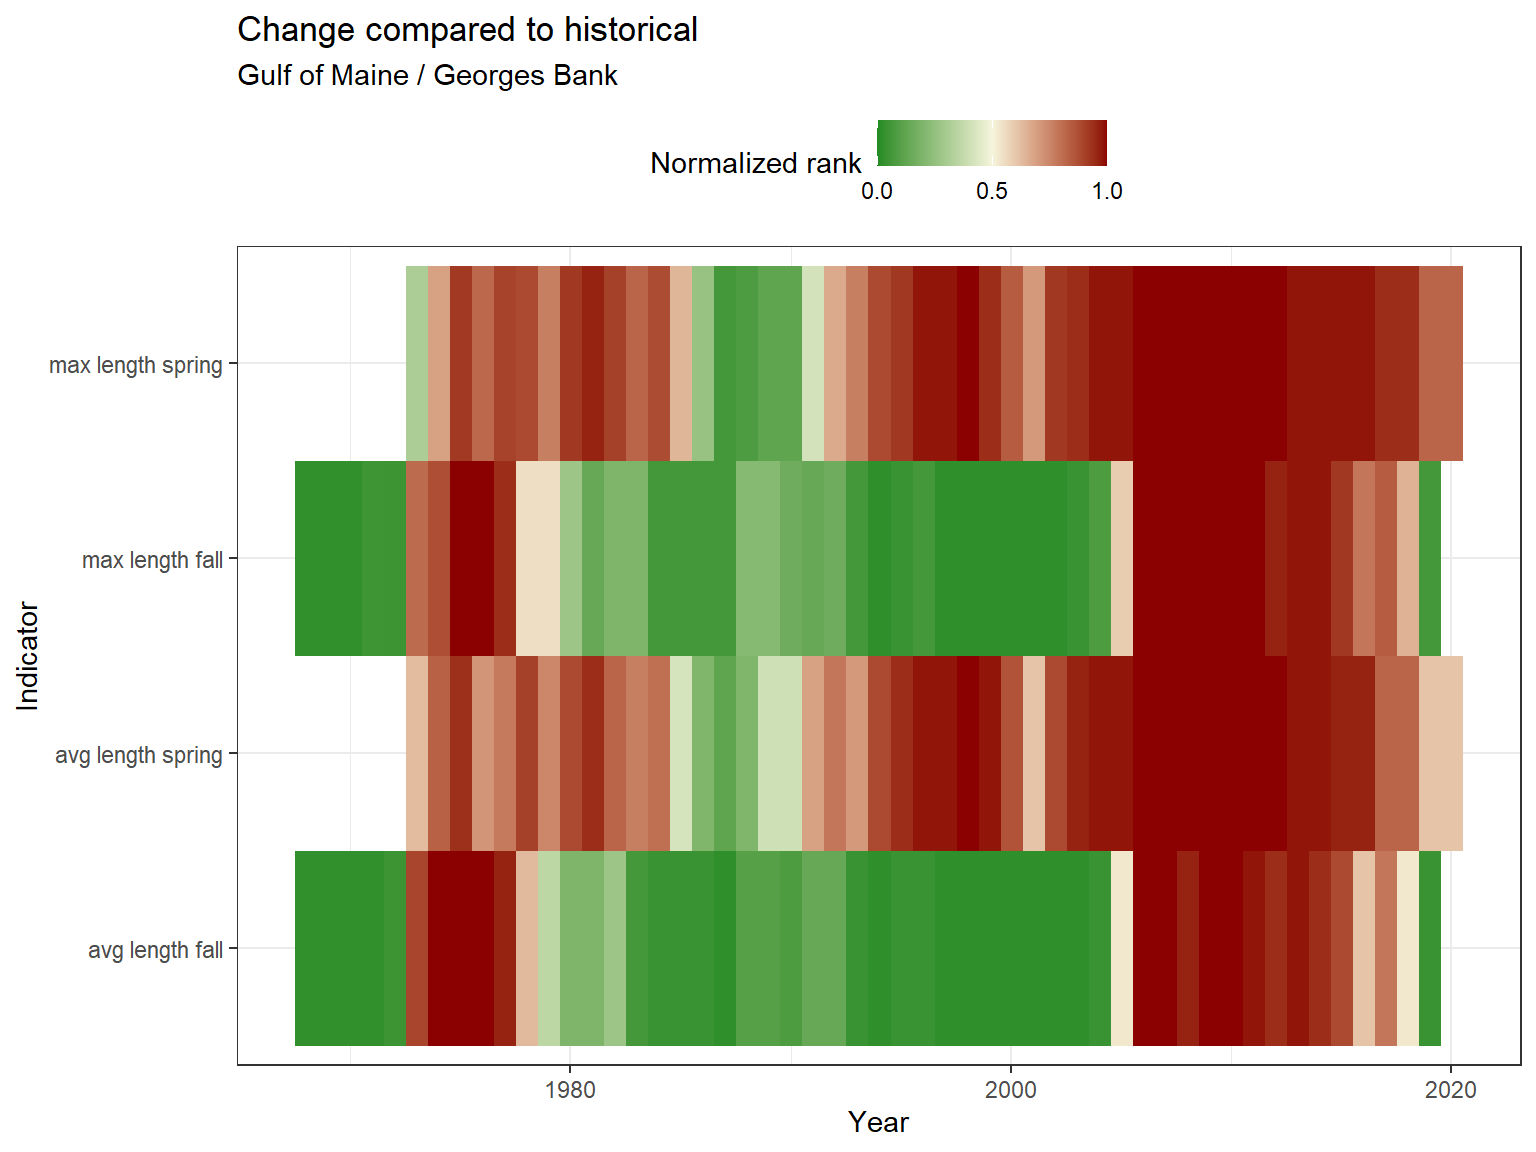 Change compared to historical
Gulf of Maine / Georges Bank
Normalized rank
0.0 0.5 1.0
Indicator
max length spring
max length fall
avg length spring
avg length fall
1980 2000 2020
Year